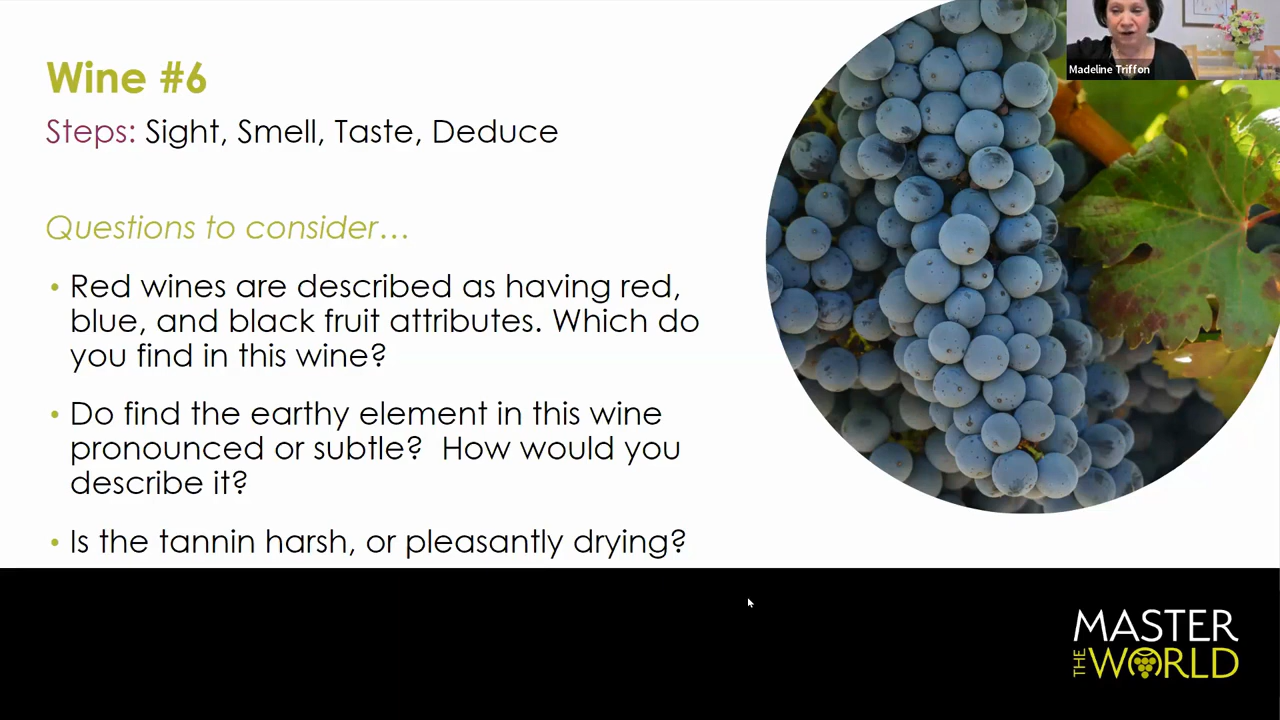 Wine #6
Steps: Sight, Smell, Taste, Deduce
Questions to consider…
• Red wines are described as having red,
blue, and black fruit attributes. Which do
you find in this wine?
• Do find the earthy element in this wine
pronounced or subtle?  How would you
describe it?
• Is the tannin harsh, or pleasantly drying?
Madeline Triffon
MASTER
THE WORLD